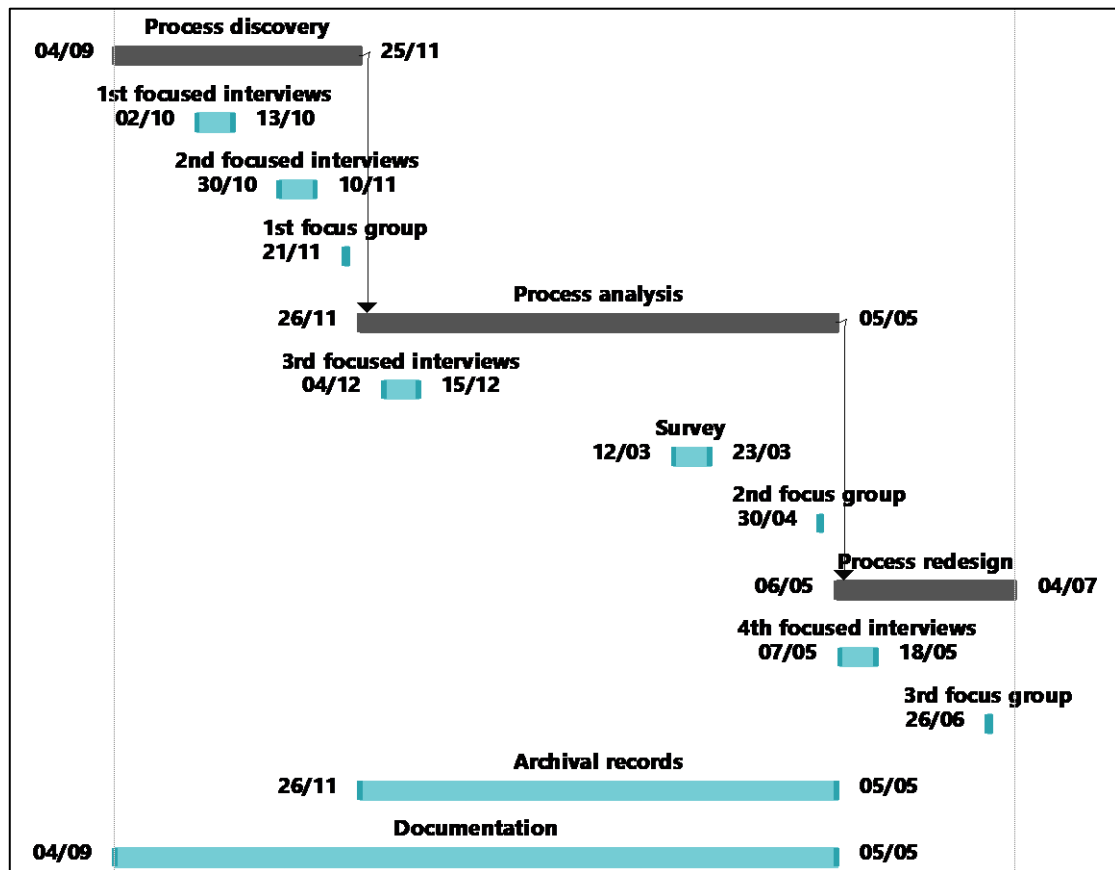 Process discovery
04/09 25/11
1st focused interviews
02/10 13/10
2nd focused interviews
30/10 10/11
1st focus group
21/11
Process analysis
26/11 05/05
3rd focused interviews
04/12 15/12
Survey
12/03 23/03
2nd focus group
30/04
Process redesign
06/05 04/07
4th focused interviews
07/05 18/05
3rd focus group
26/06
Archival records
26/11 05/05
Documentation
04/09 05/05